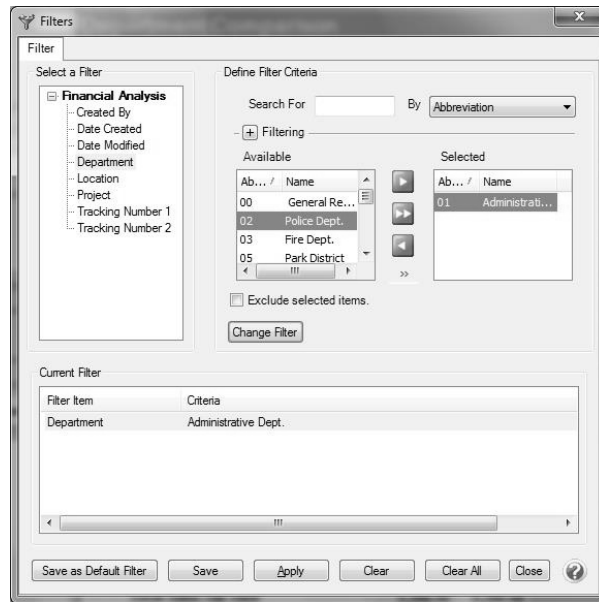 Filters
Filter
Select a Filter
Financial Analysis
Created By
Date Created
Date Modified
Department
Location
Project
Tracking Number 1
Tracking Number 2
Define Filter Criteria
Search For By Abbreviation
Filtering
Available
Ab... / Name
00 General Re...
02 Police Dept.
03 Fire Dept.
05 Park District
Selected
Ab... / Name
01 Administrati...
>>
Exclude selected items.
Change Filter
Current Filter
Filter Item Criteria
Department Administrative Dept.
Save as Default Filter Save Apply Clear Clear All Close ?